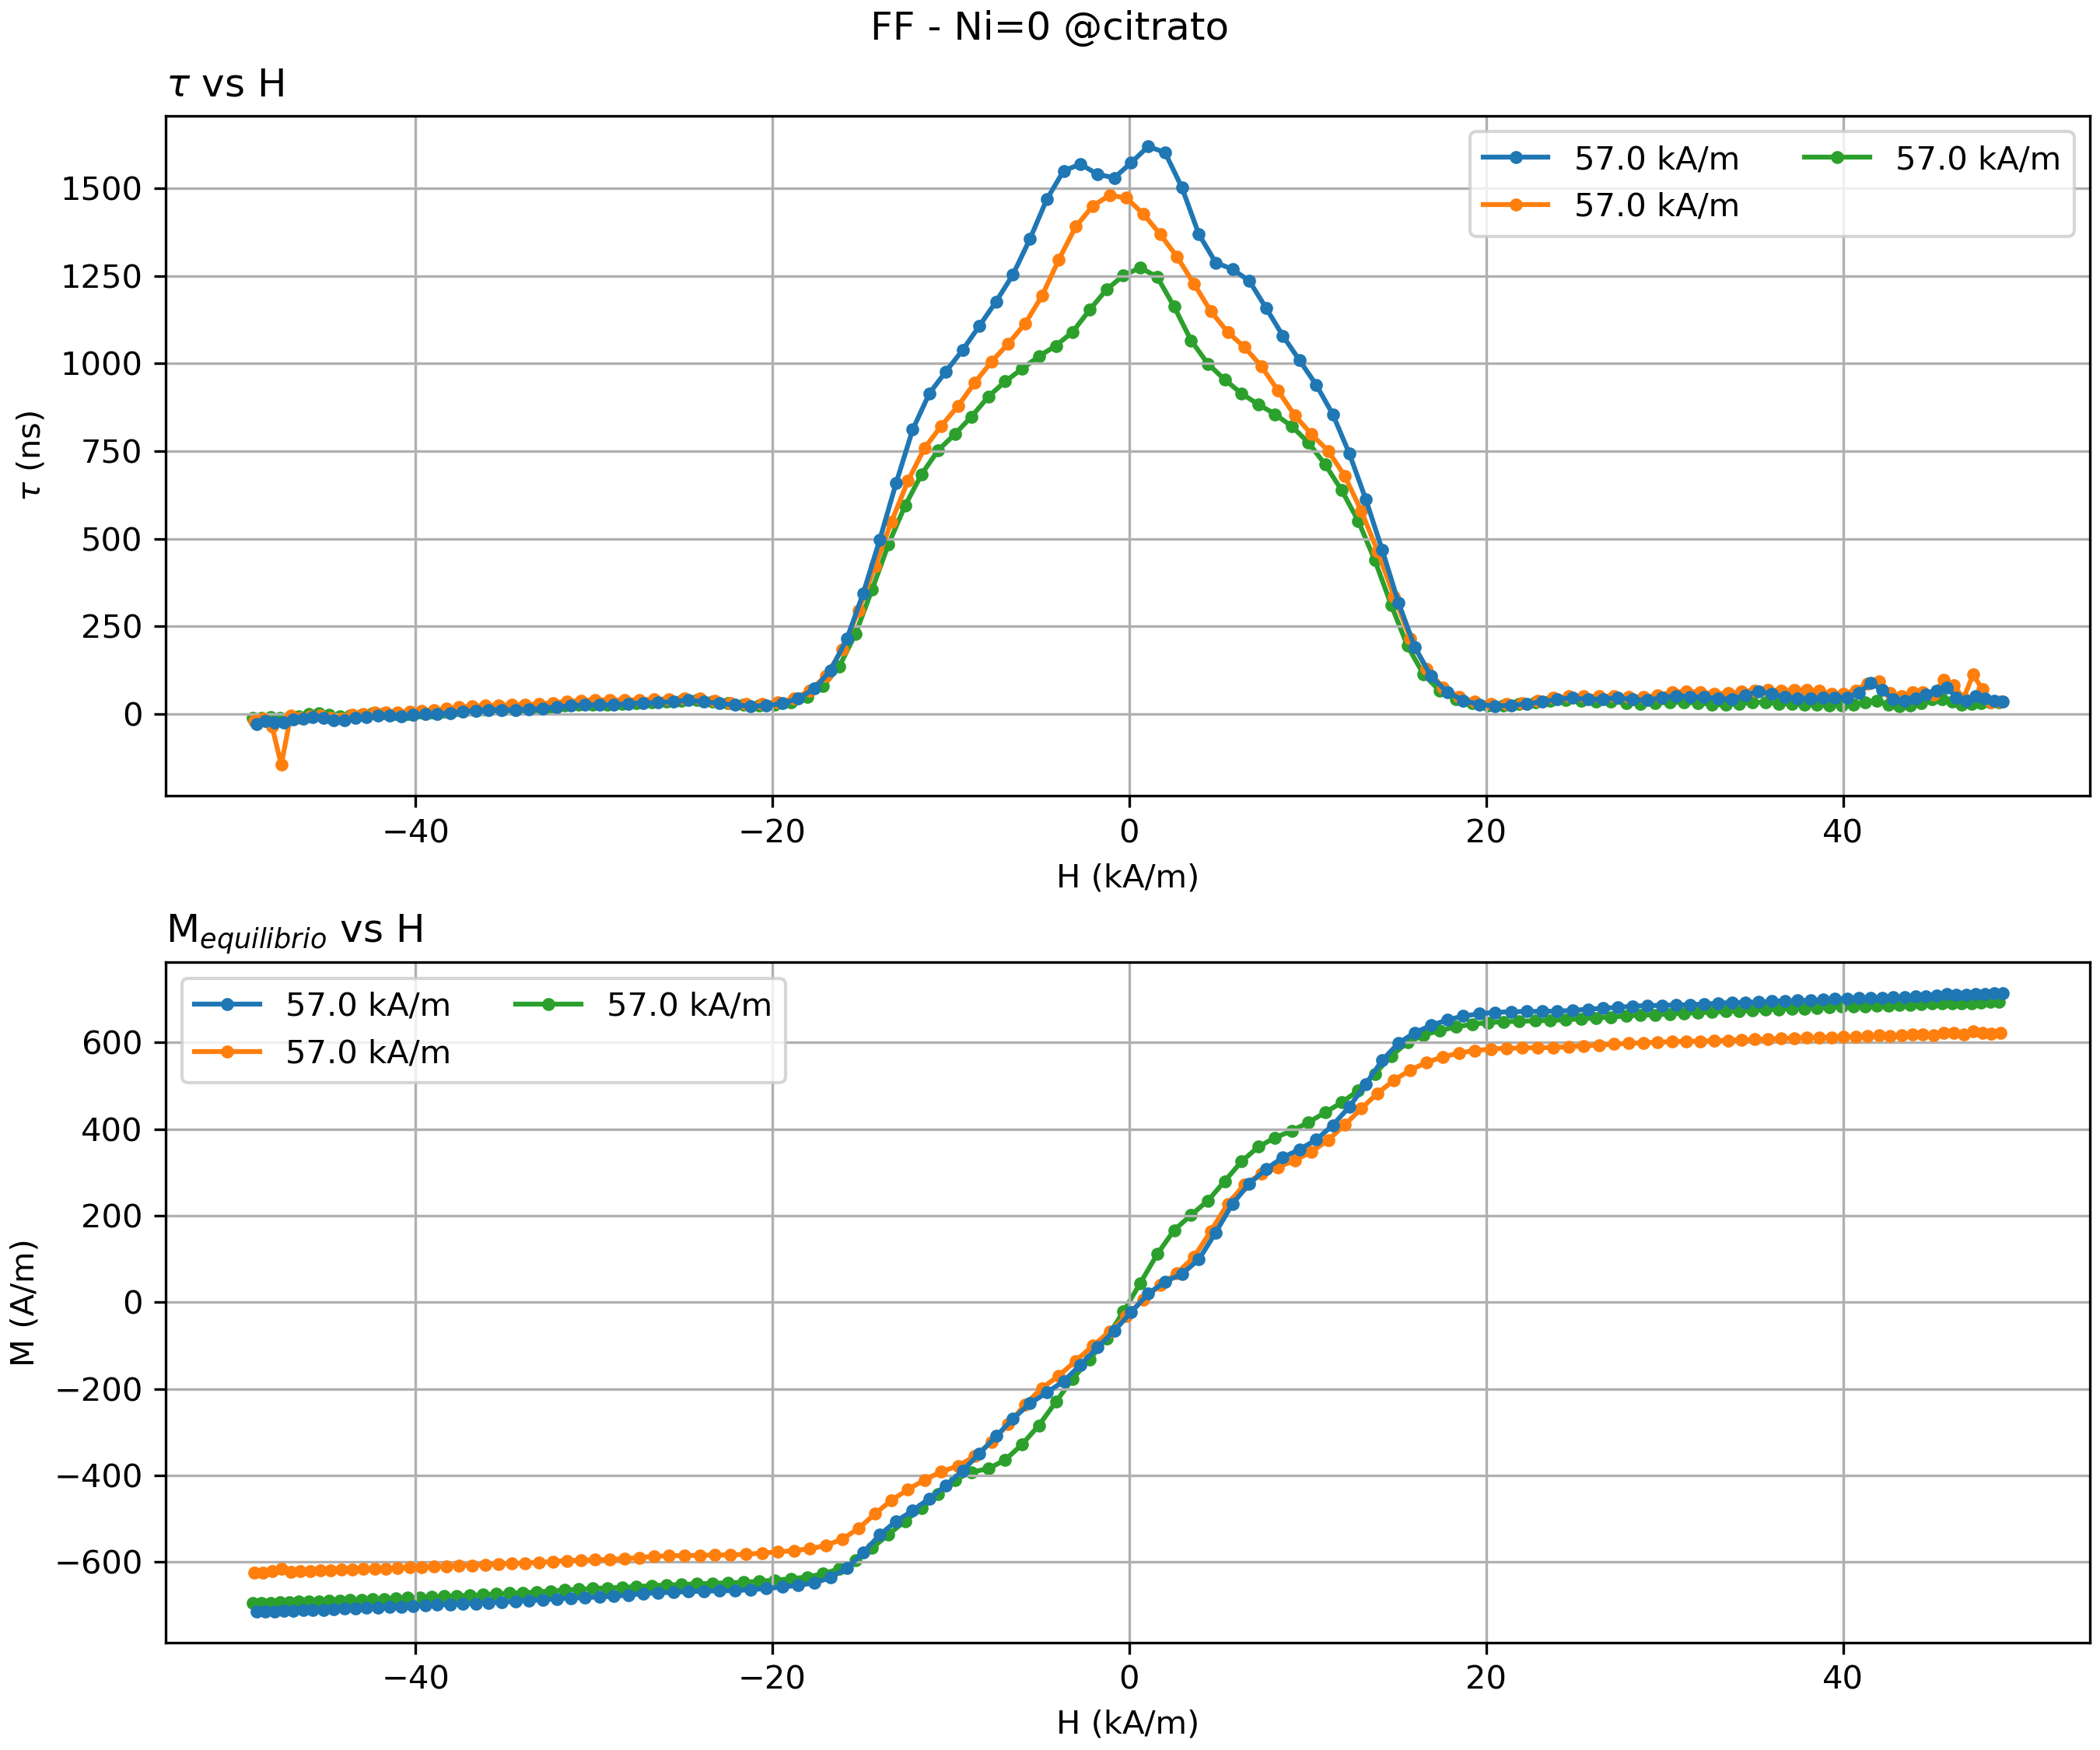 FF - Ni=0 @citrato
τ vs H
57.0 kA/m
57.0 kA/m
57.0 kA/m
τ (ns)
1500
1250
1000
750
500
250
0
−40
−20
0
20
40
H (kA/m)
M_equilibrio vs H
57.0 kA/m
57.0 kA/m
57.0 kA/m
M (A/m)
600
400
200
0
−200
−400
−600
−40
−20
0
20
40
H (kA/m)